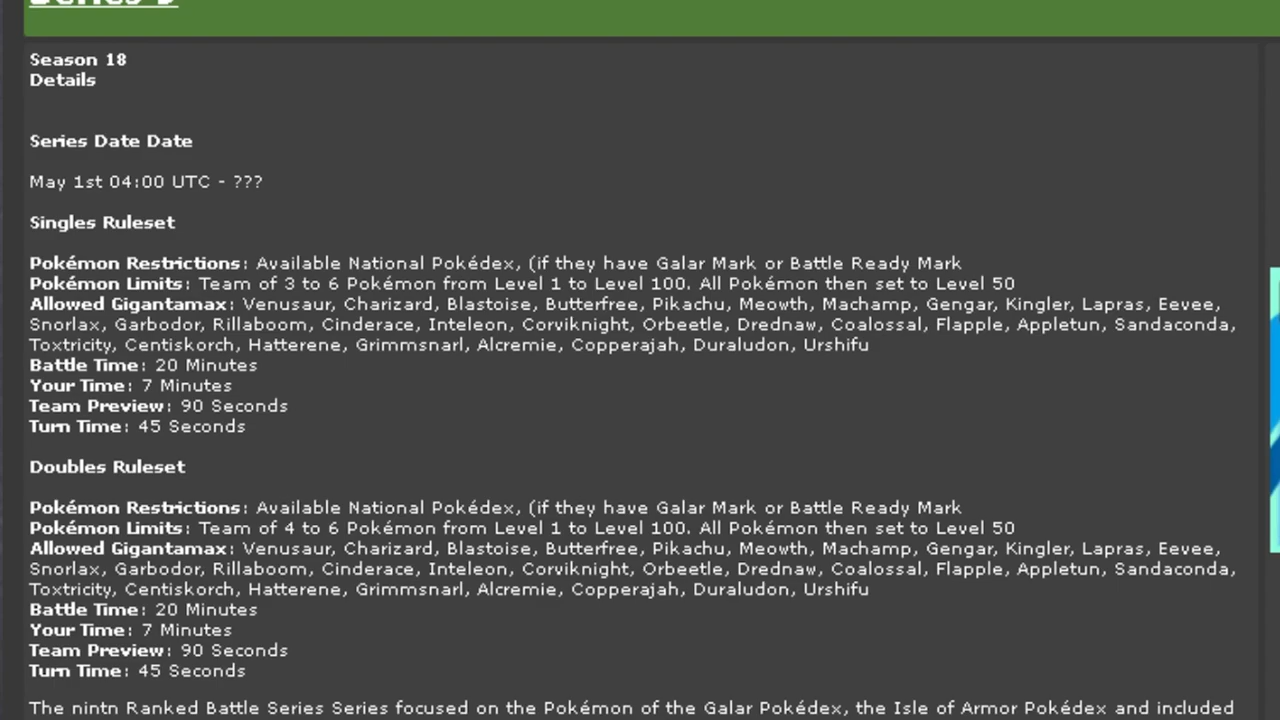 Season 18
Details
Series Date Date
May 1st 04:00 UTC - ???
Singles Ruleset
Pokémon Restrictions: Available National Pokédex, (if they have Galar Mark or Battle Ready Mark
Pokémon Limits: Team of 3 to 6 Pokémon from Level 1 to Level 100. All Pokémon then set to Level 50
Allowed Gigantamax: Venusaur, Charizard, Blastoise, Butterfree, Pikachu, Meowth, Machamp, Gengar, Kingler, Lapras, Eevee,
Snorlax, Garbodor, Rillaboom, Cinderace, Inteleon, Corviknight, Orbeetle, Drednaw, Coalossal, Flapple, Appletun, Sandaconda,
Toxtricity, Centiskorch, Hatterene, Grimmsnarl, Alcremie, Copperajah, Duraludon, Urshifu
Battle Time: 20 Minutes
Your Time: 7 Minutes
Team Preview: 90 Seconds
Turn Time: 45 Seconds
Doubles Ruleset
Pokémon Restrictions: Available National Pokédex, (if they have Galar Mark or Battle Ready Mark
Pokémon Limits: Team of 4 to 6 Pokémon from Level 1 to Level 100. All Pokémon then set to Level 50
Allowed Gigantamax: Venusaur, Charizard, Blastoise, Butterfree, Pikachu, Meowth, Machamp, Gengar, Kingler, Lapras, Eevee,
Snorlax, Garbodor, Rillaboom, Cinderace, Inteleon, Corviknight, Orbeetle, Drednaw, Coalossal, Flapple, Appletun, Sandaconda,
Toxtricity, Centiskorch, Hatterene, Grimmsnarl, Alcremie, Copperajah, Duraludon, Urshifu
Battle Time: 20 Minutes
Your Time: 7 Minutes
Team Preview: 90 Seconds
Turn Time: 45 Seconds
The nintn Ranked Battle Series Series focused on the Pokémon of the Galar Pokédex, the Isle of Armor Pokédex and included